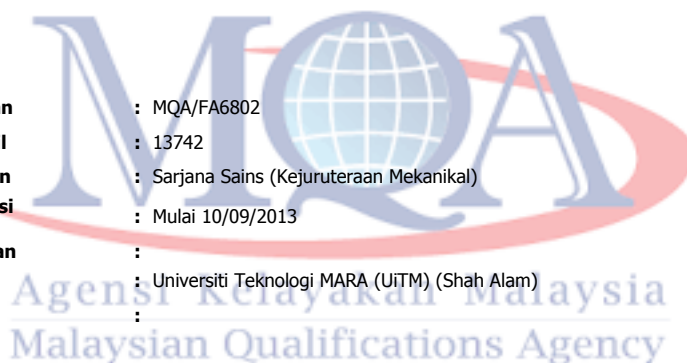 MQA
an : MQA/FA6802
l : 13742
n : Sarjana Sains (Kejuruteraan Mekanikal)
si : Mulai 10/09/2013
an :
: Universiti Teknologi MARA (UiTM) (Shah Alam)
:
Agensi Kelayakan Malaysia
Malaysian Qualifications Agency